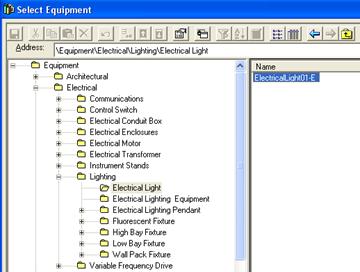 Select Equipment
Address: \Equipment\Electrical\Lighting\Electrical Light
Equipment
Architectural
Electrical
Communications
Control Switch
Electrical Conduit Box
Electrical Enclosures
Electrical Motor
Electrical Transformer
Instrument Stands
Lighting
Electrical Light
Electrical Lighting Equipment
Electrical Lighting Pendant
Fluorescent Fixture
High Bay Fixture
Low Bay Fixture
Wall Pack Fixture
Variable Frequency Drive
Name
ElectricalLight01-E